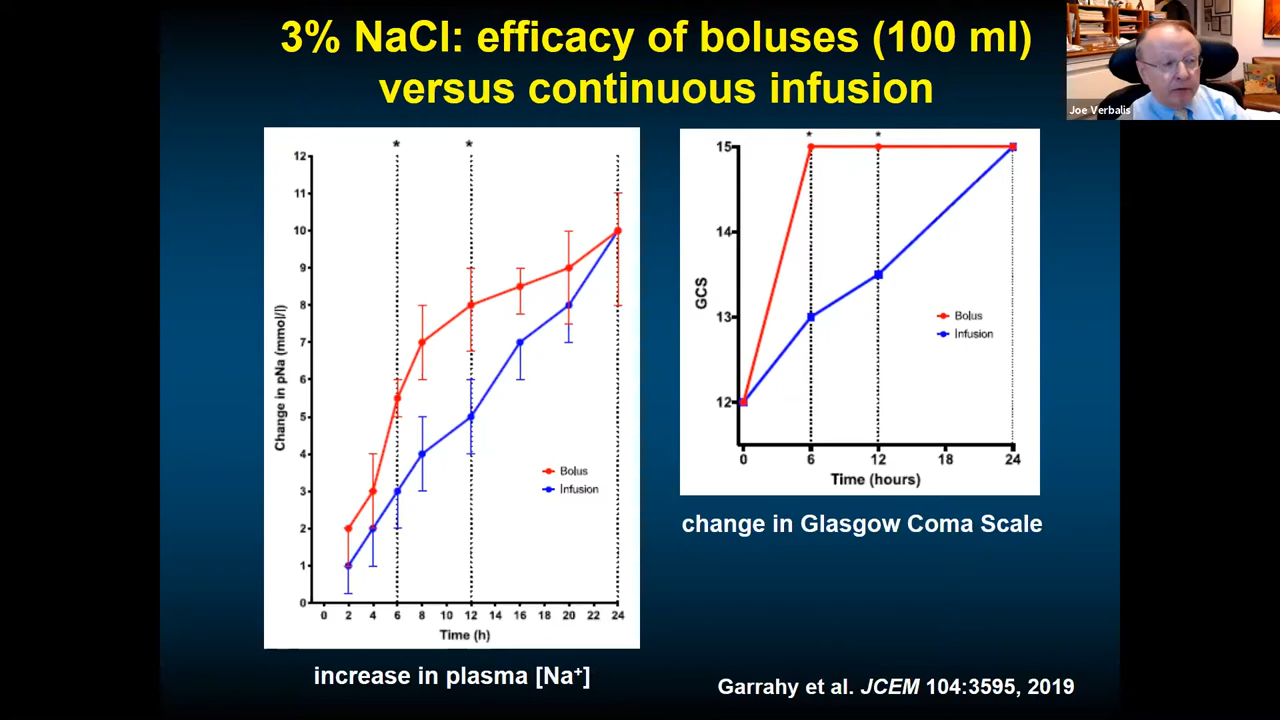 3% NaCl: efficacy of boluses (100 ml)
versus continuous infusion
Joe Verbalis
*
*
12
11
10
9
8
7
6
5
4
3
2
1
0
Change in pNa (mmol/l)
Bolus
Infusion
0 2 4 6 8 10 12 14 16 18 20 22 24
Time (h)
increase in plasma [Na⁺]
*
*
15
14
13
12
GCS
Bolus
Infusion
0 6 12 18 24
Time (hours)
change in Glasgow Coma Scale
Garrahy et al. JCEM 104:3595, 2019